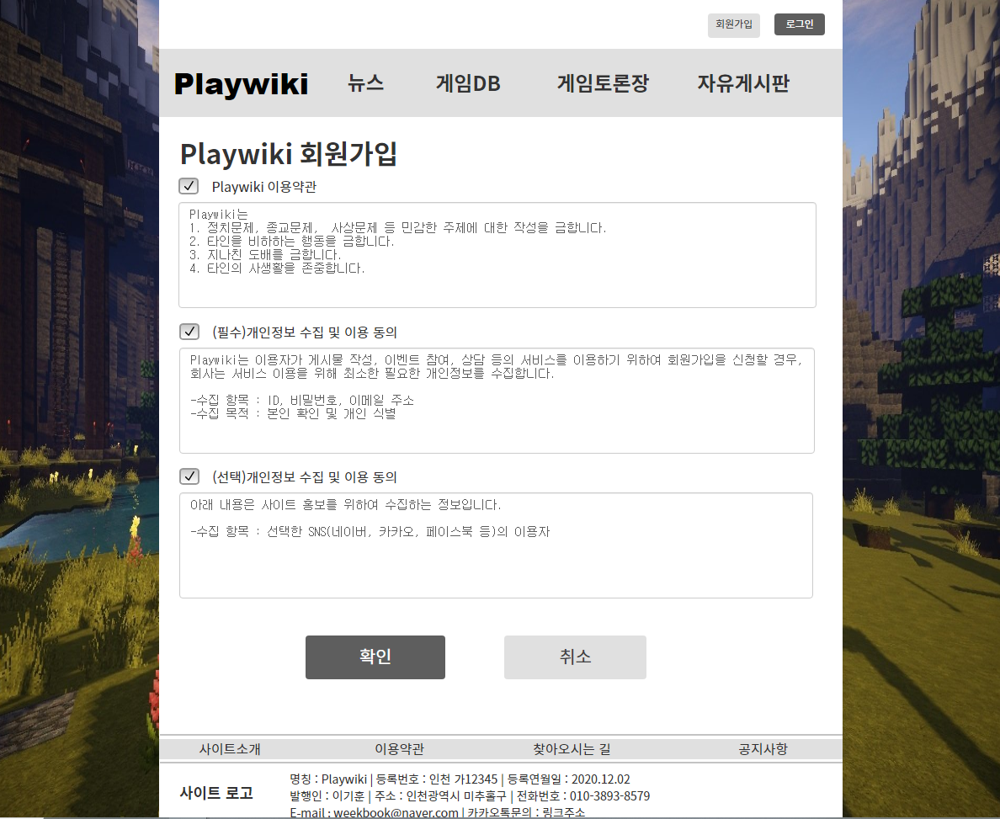 회원가입
로그인
Playwiki
뉴스
게임DB
게임토론장
자유게시판
Playwiki 회원가입
Playwiki 이용약관
Playwiki는
1. 정치문제, 종교문제, 사상문제 등 민감한 주제에 대한 작성을 금합니다.
2. 타인을 비하하는 행동을 금합니다.
3. 지나친 도배를 금합니다.
4. 타인의 사생활을 존중합니다.
(필수)개인정보 수집 및 이용 동의
Playwiki는 이용자가 게시물 작성, 이벤트 참여, 상담 등의 서비스를 이용하기 위하여 회원가입을 신청할 경우,
회사는 서비스 이용을 위해 최소한 필요한 개인정보를 수집합니다.
-수집 항목 : ID, 비밀번호, 이메일 주소
-수집 목적 : 본인 확인 및 개인 식별
(선택)개인정보 수집 및 이용 동의
아래 내용은 사이트 홍보를 위하여 수집하는 정보입니다.
-수집 항목 : 선택한 SNS(네이버, 카카오, 페이스북 등)의 이용자
확인
취소
사이트소개
이용약관
찾아오시는 길
공지사항
사이트 로고
명칭 : Playwiki | 등록번호 : 인천 가12345 | 등록연월일 : 2020.12.02
발행인 : 이기훈 | 주소 : 인천광역시 미추홀구 | 전화번호 : 010-3893-8579
E-mail : weekbook@naver.com | 카카오톡문의 : 링크주소